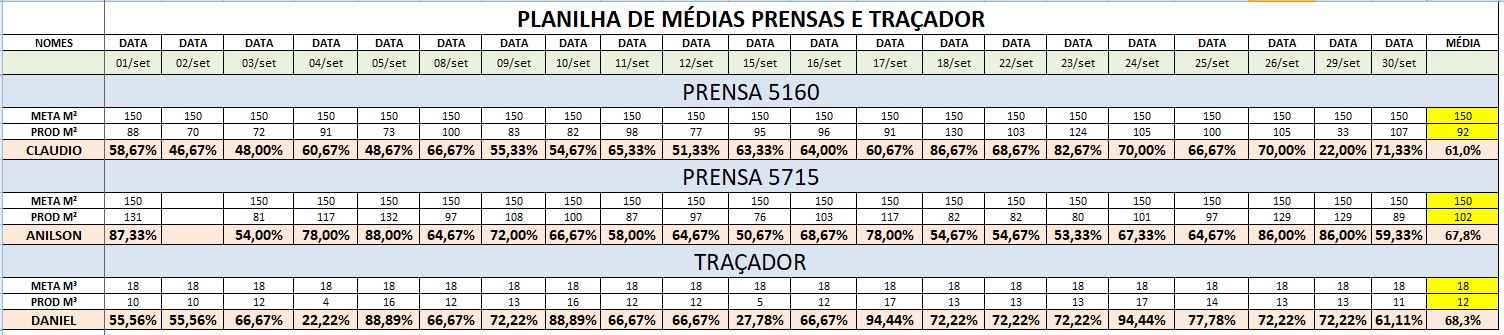 PLANILHA DE MÉDIAS PRENSAS E TRAÇADOR
NOMES DATA DATA DATA DATA DATA DATA DATA DATA DATA DATA DATA DATA DATA DATA DATA DATA DATA DATA DATA DATA DATA MÉDIA
01/set 02/set 03/set 04/set 05/set 08/set 09/set 10/set 11/set 12/set 15/set 16/set 17/set 18/set 22/set 23/set 24/set 25/set 26/set 29/set 30/set
PRENSA 5160
META M² 150 150 150 150 150 150 150 150 150 150 150 150 150 150 150 150 150 150 150 150 150 150
PROD M² 88 70 72 91 73 100 83 82 98 77 95 96 91 130 103 124 105 100 105 33 107 92
CLAUDIO 58,67% 46,67% 48,00% 60,67% 48,67% 66,67% 55,33% 54,67% 65,33% 51,33% 63,33% 64,00% 60,67% 86,67% 68,67% 82,67% 70,00% 66,67% 70,00% 22,00% 71,33% 61,0%
PRENSA 5715
META M² 150 150 150 150 150 150 150 150 150 150 150 150 150 150 150 150 150 150 150 150 150
PROD M² 131 81 117 132 97 108 100 87 97 76 103 117 82 82 80 101 97 129 129 89 102
ANILSON 87,33% 54,00% 78,00% 88,00% 64,67% 72,00% 66,67% 58,00% 64,67% 50,67% 68,67% 78,00% 54,67% 54,67% 53,33% 67,33% 64,67% 86,00% 86,00% 59,33% 67,8%
TRAÇADOR
META M³ 18 18 18 18 18 18 18 18 18 18 18 18 18 18 18 18 18 18 18 18 18 18
PROD M³ 10 10 12 4 16 12 13 16 12 12 5 12 17 13 13 13 17 14 13 13 11 12
DANIEL 55,56% 55,56% 66,67% 22,22% 88,89% 66,67% 72,22% 88,89% 66,67% 66,67% 27,78% 66,67% 94,44% 72,22% 72,22% 72,22% 94,44% 77,78% 72,22% 72,22% 61,11% 68,3%